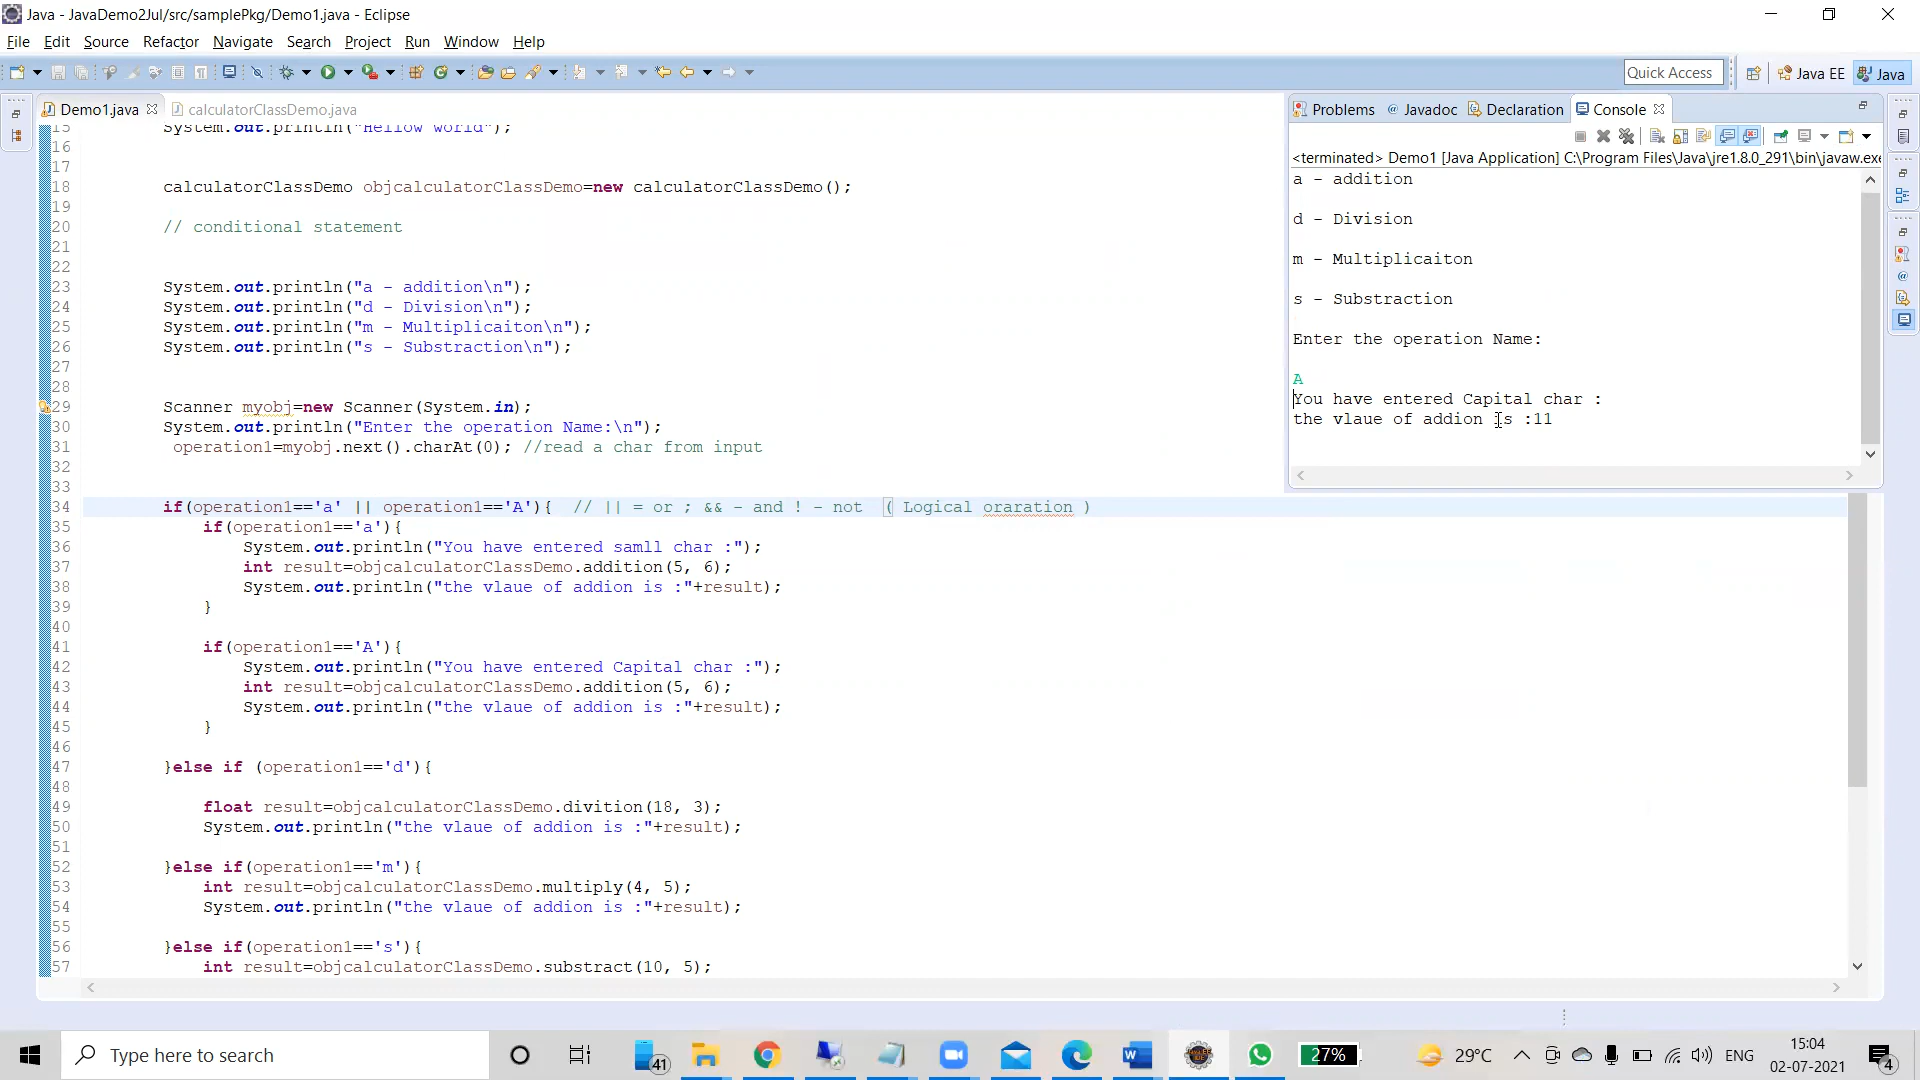 Java - JavaDemo2Jul/src/samplePkg/Demo1.java - Eclipse
File Edit Source Refactor Navigate Search Project Run Window Help
Quick Access Java EE Java
Demo1.java calculatorClassDemo.java
15 System.out.println("Hellow world");
16
17
18 calculatorClassDemo objcalculatorClassDemo=new calculatorClassDemo();
19
20 // conditional statement
21
22
23 System.out.println("a - addition\n");
24 System.out.println("d - Division\n");
25 System.out.println("m - Multiplicaiton\n");
26 System.out.println("s - Substraction\n");
27
28
29 Scanner myobj=new Scanner(System.in);
30 System.out.println("Enter the operation Name:\n");
31 operation1=myobj.next().charAt(0); //read a char from input
32
33
34 if(operation1=='a' || operation1=='A'){ // || = or ; && - and ! - not ( Logical oraration )
35 if(operation1=='a'){
36 System.out.println("You have entered samll char :");
37 int result=objcalculatorClassDemo.addition(5, 6);
38 System.out.println("the vlaue of addion is :"+result);
39 }
40
41 if(operation1=='A'){
42 System.out.println("You have entered Capital char :");
43 int result=objcalculatorClassDemo.addition(5, 6);
44 System.out.println("the vlaue of addion is :"+result);
45 }
46
47 }else if (operation1=='d'){
48
49 float result=objcalculatorClassDemo.divition(18, 3);
50 System.out.println("the vlaue of addion is :"+result);
51
52 }else if(operation1=='m'){
53 int result=objcalculatorClassDemo.multiply(4, 5);
54 System.out.println("the vlaue of addion is :"+result);
55
56 }else if(operation1=='s'){
57 int result=objcalculatorClassDemo.substract(10, 5);
Problems Javadoc Declaration Console
<terminated> Demo1 [Java Application] C:\Program Files\Java\jre1.8.0_291\bin\javaw.exe
a - addition
d - Division
m - Multiplicaiton
s - Substraction
Enter the operation Name:
A
You have entered Capital char :
the vlaue of addion is :11
Type here to search
41
27%
29°C
ENG
15:04
02-07-2021
4